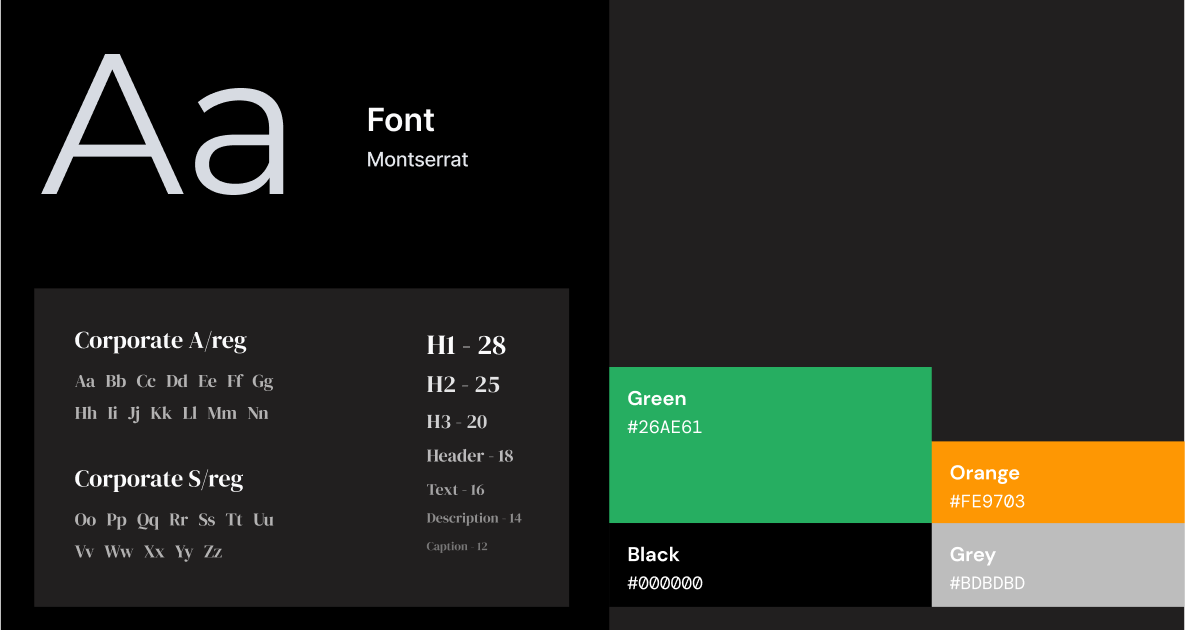 Aa
Font
Montserrat
Corporate A/reg
Aa Bb Cc Dd Ee Ff Gg
Hh Ii Jj Kk Ll Mm Nn
Corporate S/reg
Oo Pp Qq Rr Ss Tt Uu
Vv Ww Xx Yy Zz
H1 - 28
H2 - 25
H3 - 20
Header - 18
Text - 16
Description - 14
Caption - 12
Green
#26AE61
Orange
#FE9703
Black
#000000
Grey
#BDBDBD